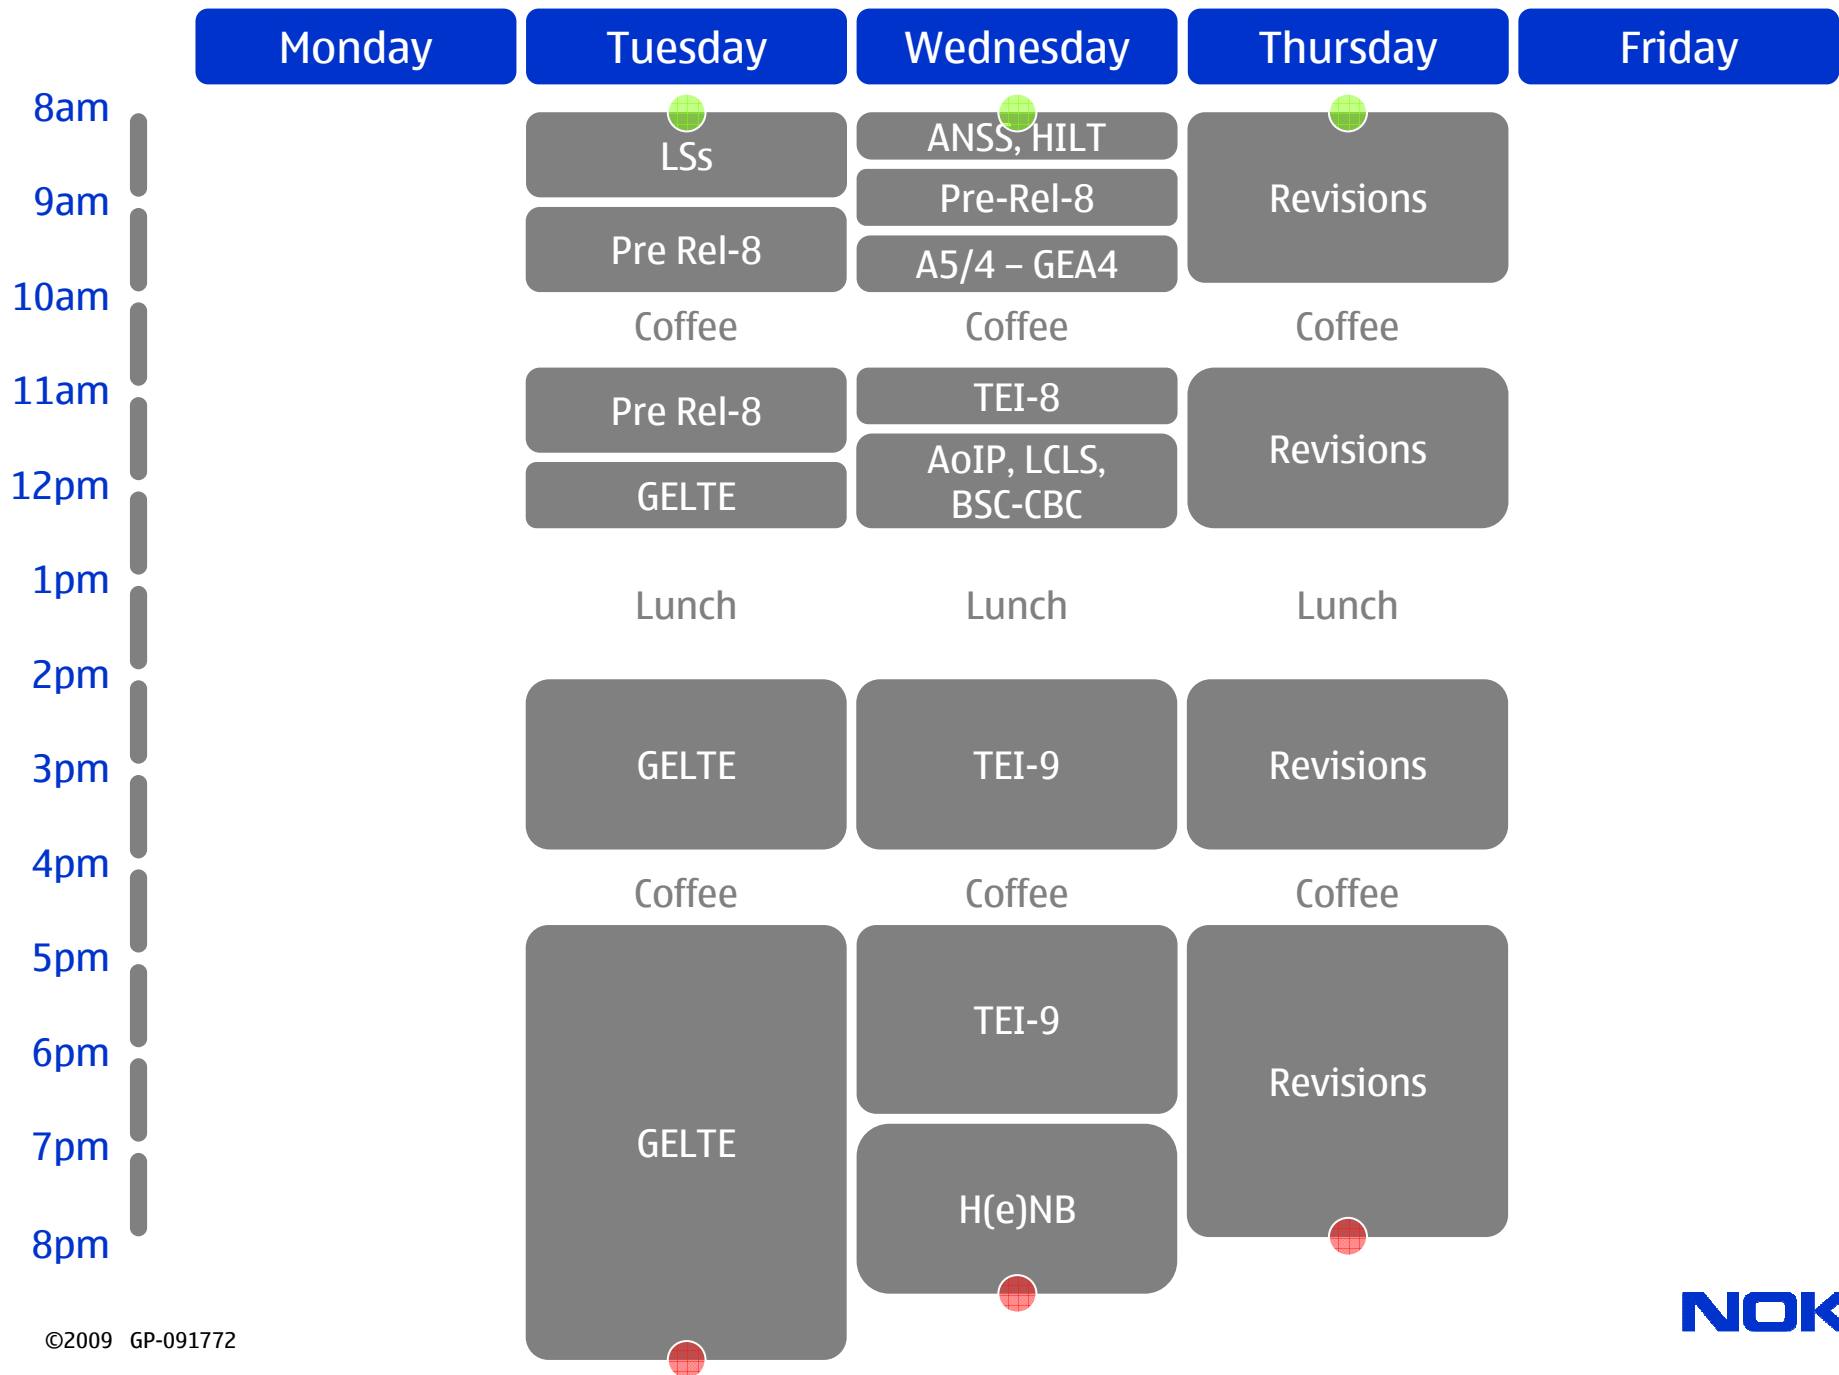 Monday Tuesday Wednesday Thursday Friday
8am
9am
10am
11am
12pm
1pm
2pm
3pm
4pm
5pm
6pm
7pm
8pm
LSs
Pre Rel-8
Coffee
Pre Rel-8
GELTE
Lunch
GELTE
Coffee
GELTE
ANSS, HILT
Pre-Rel-8
A5/4 – GEA4
Coffee
TEI-8
AoIP, LCLS,
BSC-CBC
Lunch
TEI-9
Coffee
TEI-9
H(e)NB
Revisions
Coffee
Revisions
Lunch
Revisions
Coffee
Revisions
©2009 GP-091772
NOK